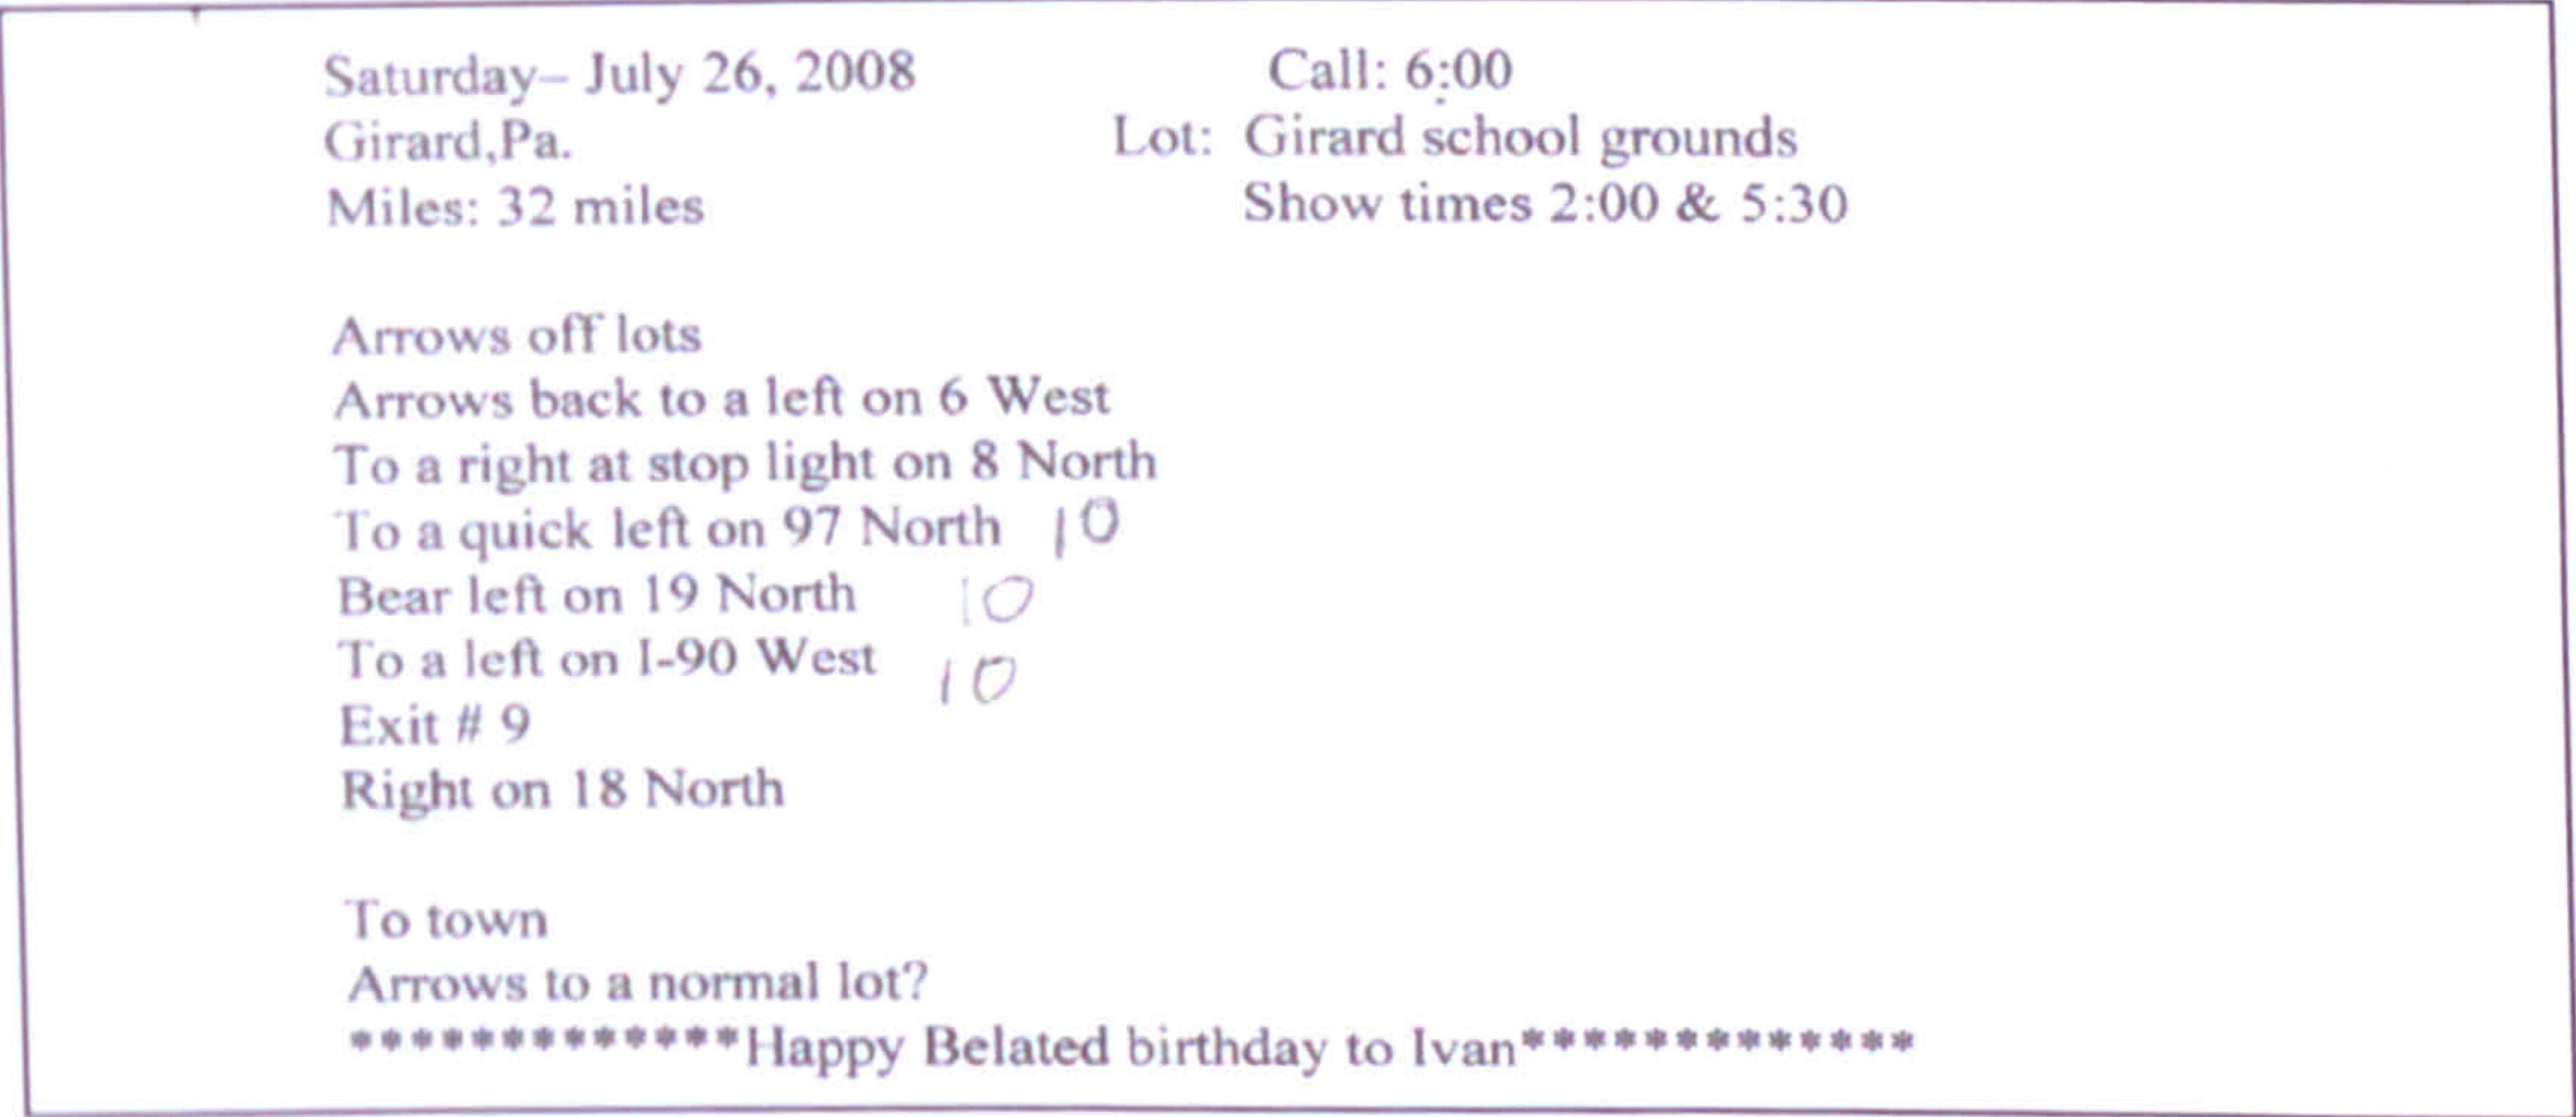 Saturday– July 26, 2008 Call: 6:00
Girard,Pa. Lot: Girard school grounds
Miles: 32 miles Show times 2:00 & 5:30
Arrows off lots
Arrows back to a left on 6 West
To a right at stop light on 8 North
To a quick left on 97 North 10
Bear left on 19 North 10
To a left on I-90 West 10
Exit # 9
Right on 18 North
To town
Arrows to a normal lot?
*************Happy Belated birthday to Ivan*************